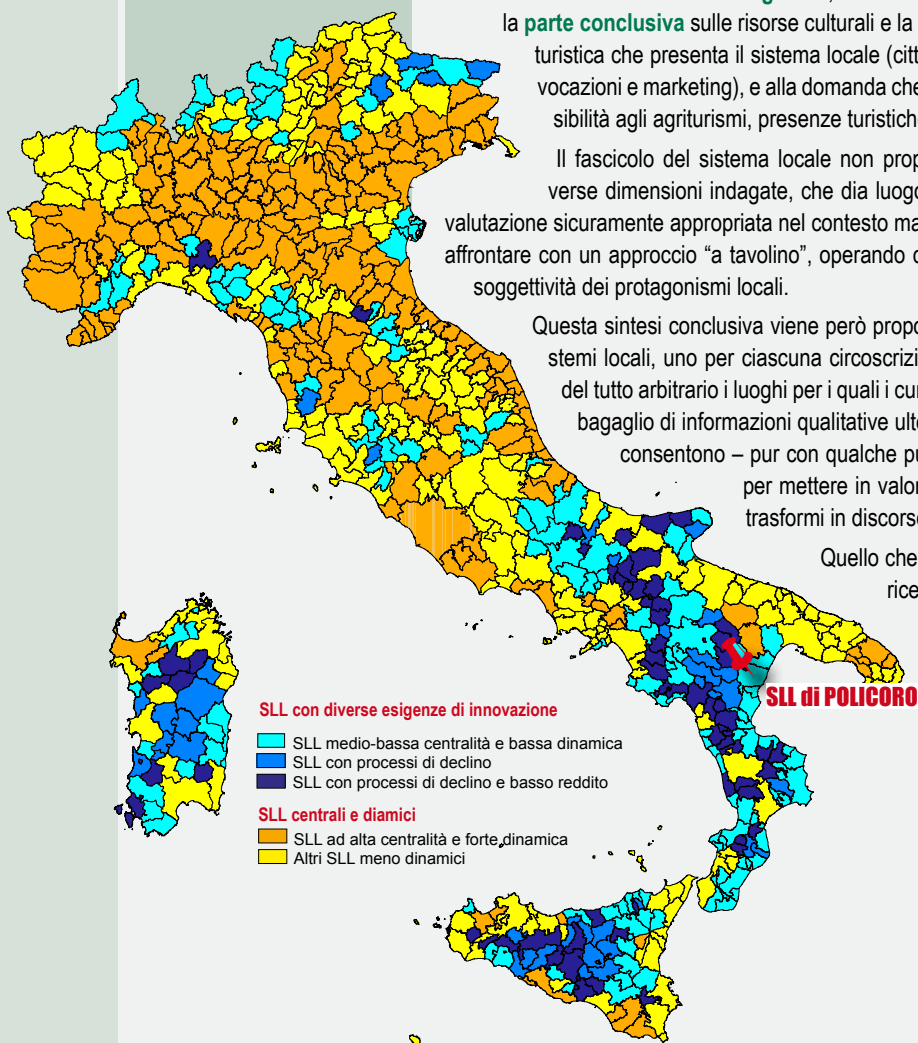 la parte conclusiva sulle risorse culturali e la
turistica che presenta il sistema locale (citt
vocazioni e marketing), e alla domanda che
sibilità agli agriturismi, presenze turistiche
Il fascicolo del sistema locale non prop
verse dimensioni indagate, che dia luogo
valutazione sicuramente appropriata nel contesto ma
affrontare con un approccio “a tavolino”, operando c
soggettività dei protagonismi locali.
Questa sintesi conclusiva viene però propo
stemi locali, uno per ciascuna circoscrizi
del tutto arbitrario i luoghi per i quali i cur
bagaglio di informazioni qualitative ulte
consentono – pur con qualche pu
per mettere in valor
trasformi in discorso
Quello che
rice
SLL di POLICORO
SLL con diverse esigenze di innovazione
SLL medio-bassa centralità e bassa dinamica
SLL con processi di declino
SLL con processi di declino e basso reddito
SLL centrali e diamici
SLL ad alta centralità e forte dinamica
Altri SLL meno dinamici